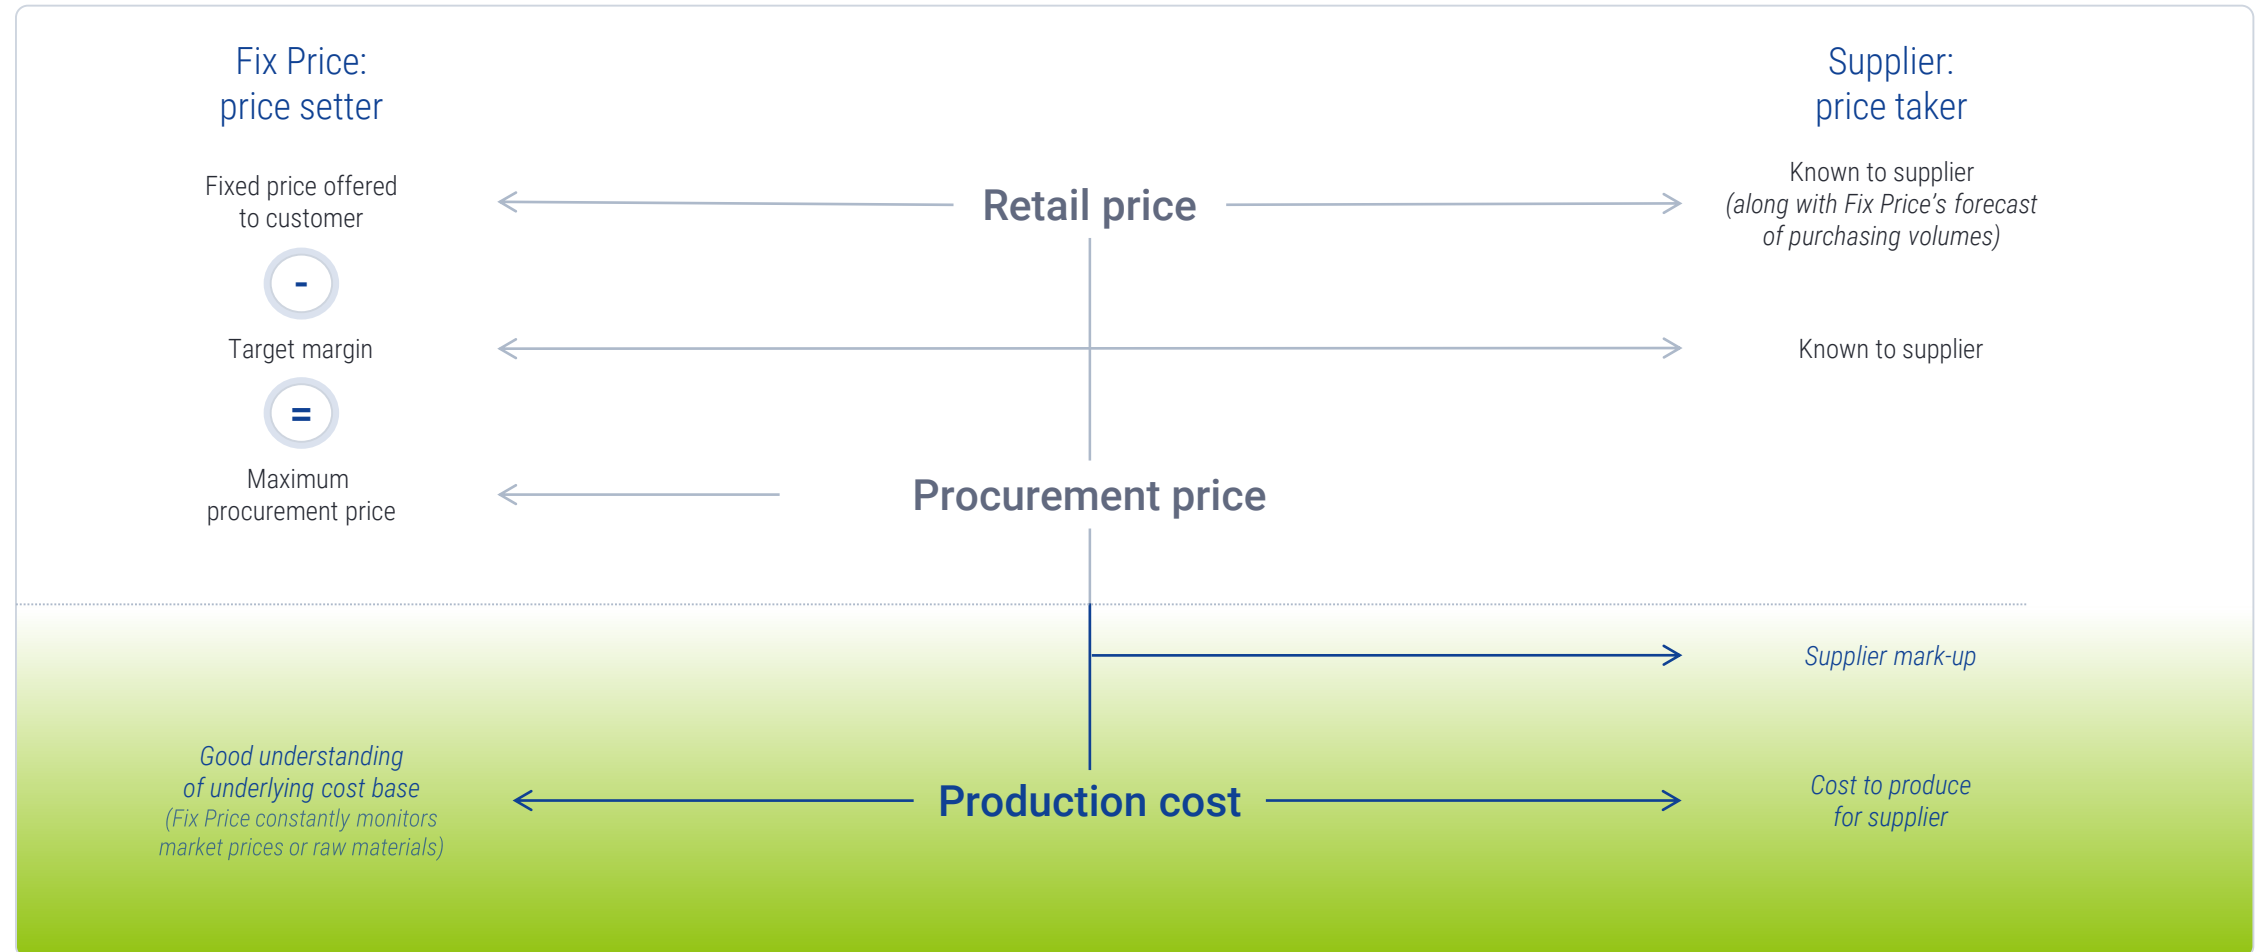 Fix Price:
price setter
Supplier:
price taker
Fixed price offered
to customer
Retail price
Known to supplier
(along with Fix Price’s forecast
of purchasing volumes)
-
Target margin
Known to supplier
=
Maximum
procurement price
Procurement price
Supplier mark-up
Good understanding
of underlying cost base
(Fix Price constantly monitors
market prices or raw materials)
Production cost
Cost to produce
for supplier